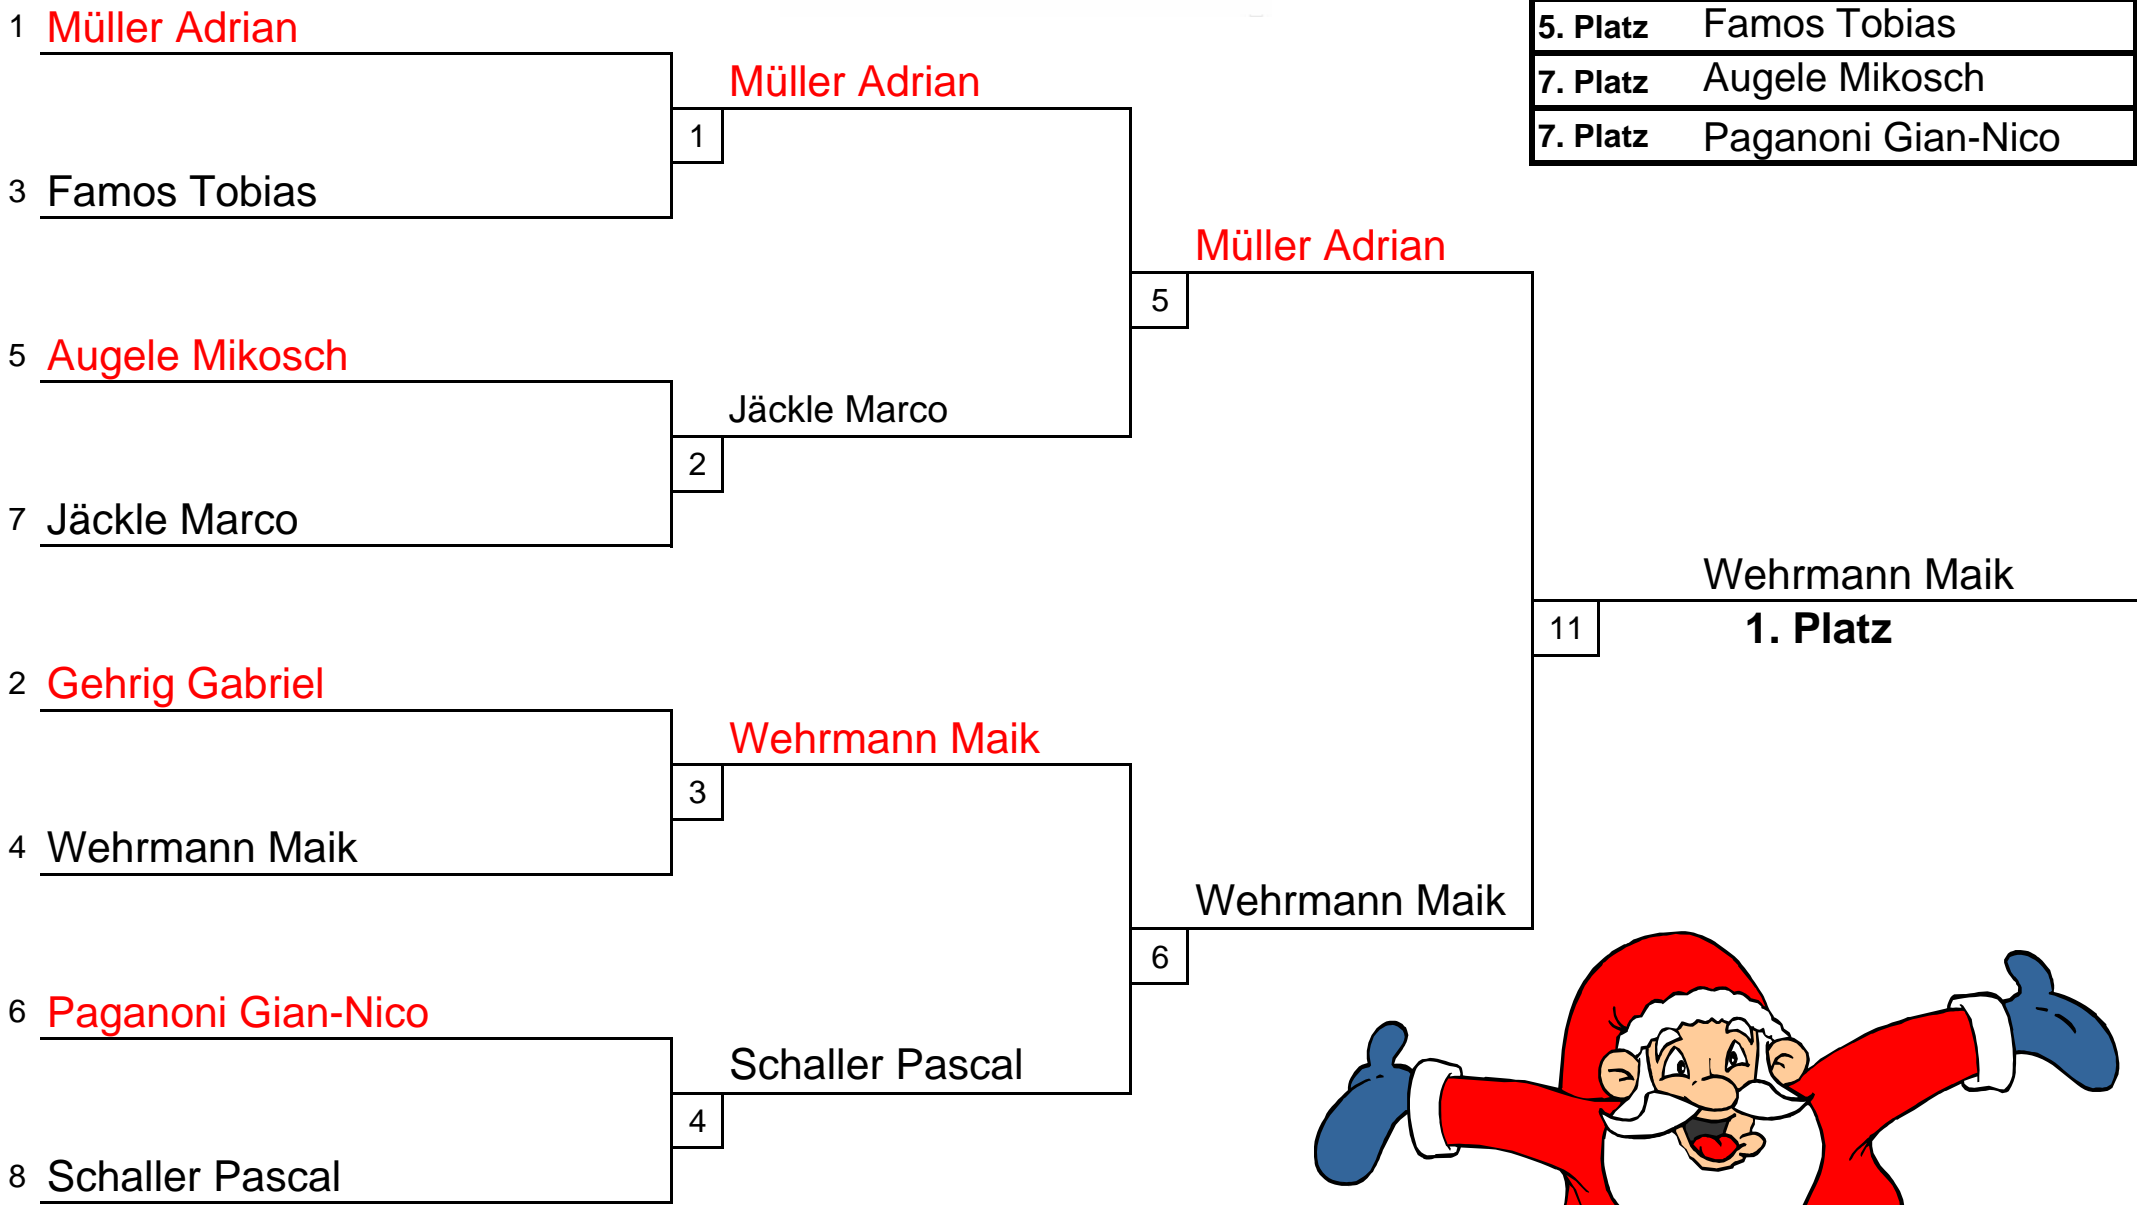 1 Müller Adrian
5. Platz Famos Tobias
Müller Adrian
7. Platz Augele Mikosch
1
7. Platz Paganoni Gian-Nico
3 Famos Tobias
Müller Adrian
5
5 Augele Mikosch
Jäckle Marco
2
7 Jäckle Marco
Wehrmann Maik
11
1. Platz
2 Gehrig Gabriel
Wehrmann Maik
3
4 Wehrmann Maik
Wehrmann Maik
6
6 Paganoni Gian-Nico
Schaller Pascal
4
8 Schaller Pascal